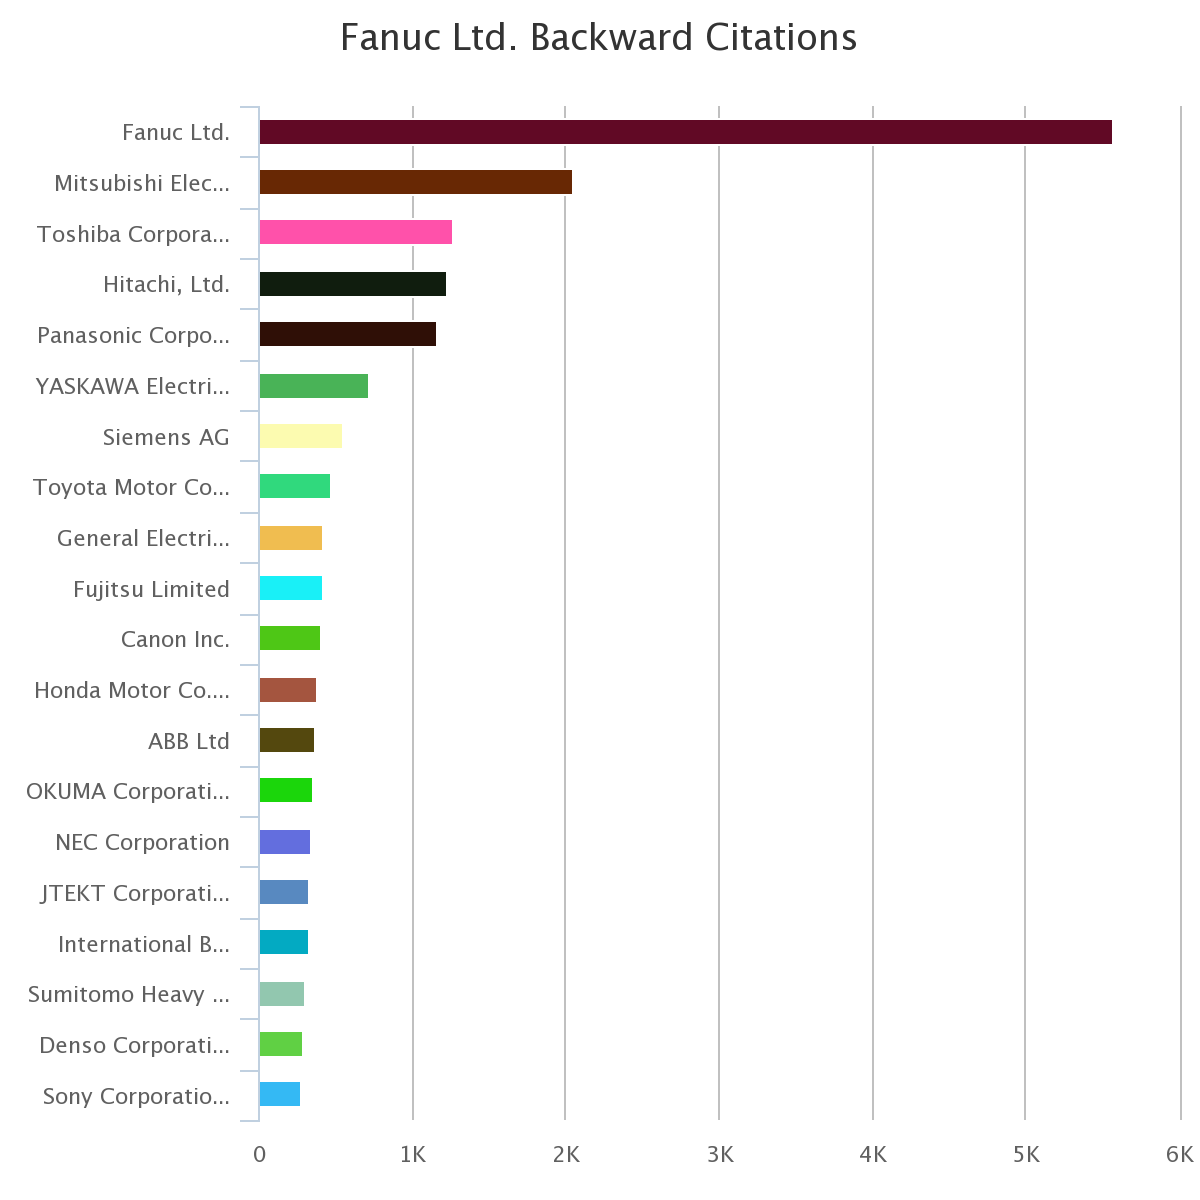 Fanuc Ltd. Backward Citations
Fanuc Ltd.
Mitsubishi Elec...
Toshiba Corpora...
Hitachi, Ltd.
Panasonic Corpo...
YASKAWA Electri...
Siemens AG
Toyota Motor Co...
General Electri...
Fujitsu Limited
Canon Inc.
Honda Motor Co....
ABB Ltd
OKUMA Corporati...
NEC Corporation
JTEKT Corporati...
International B...
Sumitomo Heavy ...
Denso Corporati...
Sony Corporatio...
0 1K 2K 3K 4K 5K 6K